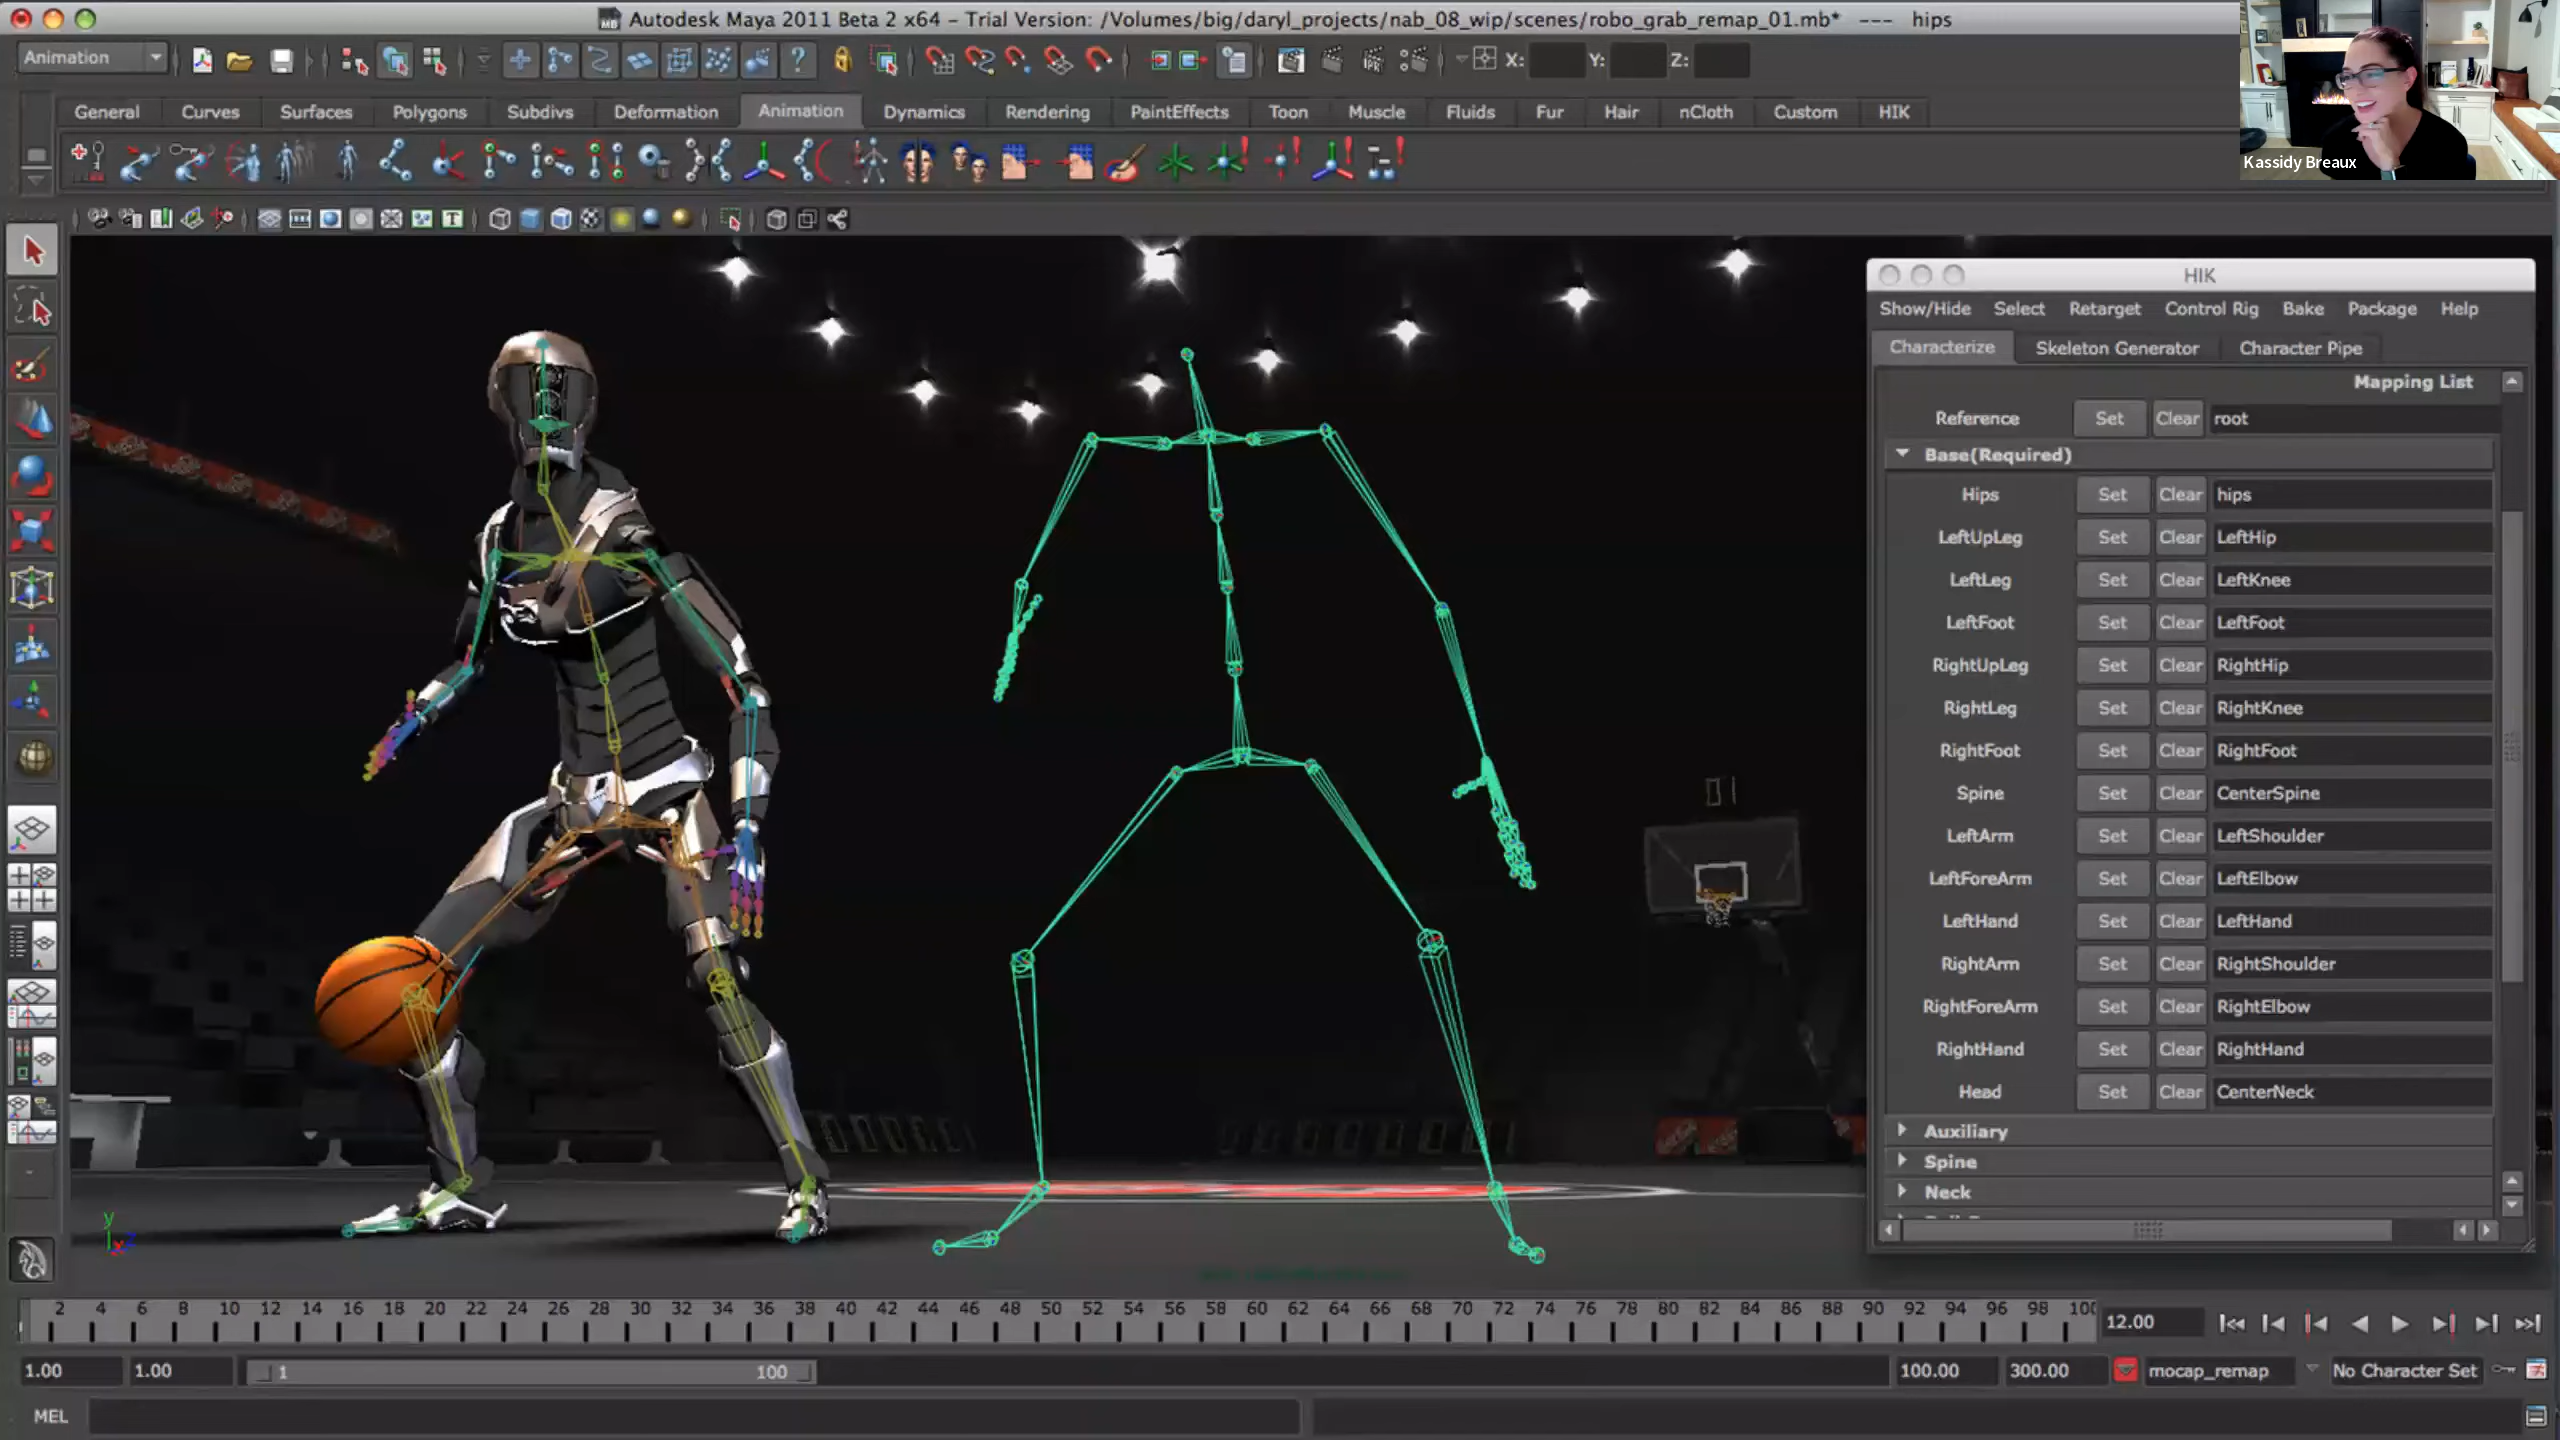 Autodesk Maya 2011 Beta 2 x64 – Trial Version: /Volumes/big/daryl_projects/nab_08_wip/scenes/robo_grab_remap_01.mb* --- hips
Animation
X: Y: Z:
General Curves Surfaces Polygons Subdivs Deformation Animation Dynamics Rendering PaintEffects Toon Muscle Fluids Fur Hair nCloth Custom HIK
Kassidy Breaux
HIK
Show/Hide Select Retarget Control Rig Bake Package Help
Characterize Skeleton Generator Character Pipe
Mapping List
Reference Set Clear root
Base(Required)
Hips Set Clear hips
LeftUpLeg Set Clear LeftHip
LeftLeg Set Clear LeftKnee
LeftFoot Set Clear LeftFoot
RightUpLeg Set Clear RightHip
RightLeg Set Clear RightKnee
RightFoot Set Clear RightFoot
Spine Set Clear CenterSpine
LeftArm Set Clear LeftShoulder
LeftForeArm Set Clear LeftElbow
LeftHand Set Clear LeftHand
RightArm Set Clear RightShoulder
RightForeArm Set Clear RightElbow
RightHand Set Clear RightHand
Head Set Clear CenterNeck
Auxiliary
Spine
Neck
y
x z
2 4 6 8 10 12 14 16 18 20 22 24 26 28 30 32 34 36 38 40 42 44 46 48 50 52 54 56 58 60 62 64 66 68 70 72 74 76 78 80 82 84 86 88 90 92 94 96 98 100
12.00
1.00 1.00 1 100 100.00 300.00 mocap_remap No Character Set
MEL